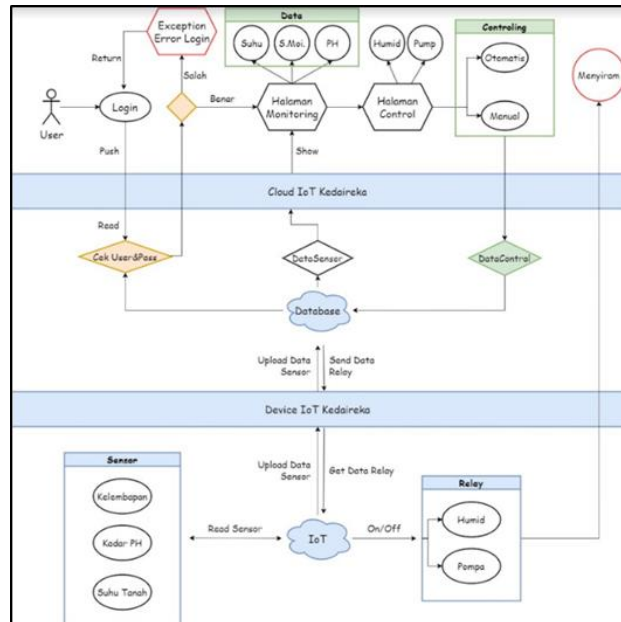 Exception
Error Login
Data
Suhu
S.Moi.
PH
Humid
Pump
Controling
Otomatis
Manual
Menyiram
Return
Salah
User
Login
Benar
Halaman
Monitoring
Halaman
Control
Push
Show
Cloud IoT Kedaireka
Read
Cek User&Pass
DataSensor
DataControl
Database
Upload Data
Sensor
Send Data
Relay
Device IoT Kedaireka
Sensor
Kelembapan
Kadar PH
Suhu Tanah
Upload Data
Sensor
Get Data Relay
Read Sensor
IoT
On/Off
Relay
Humid
Pompa